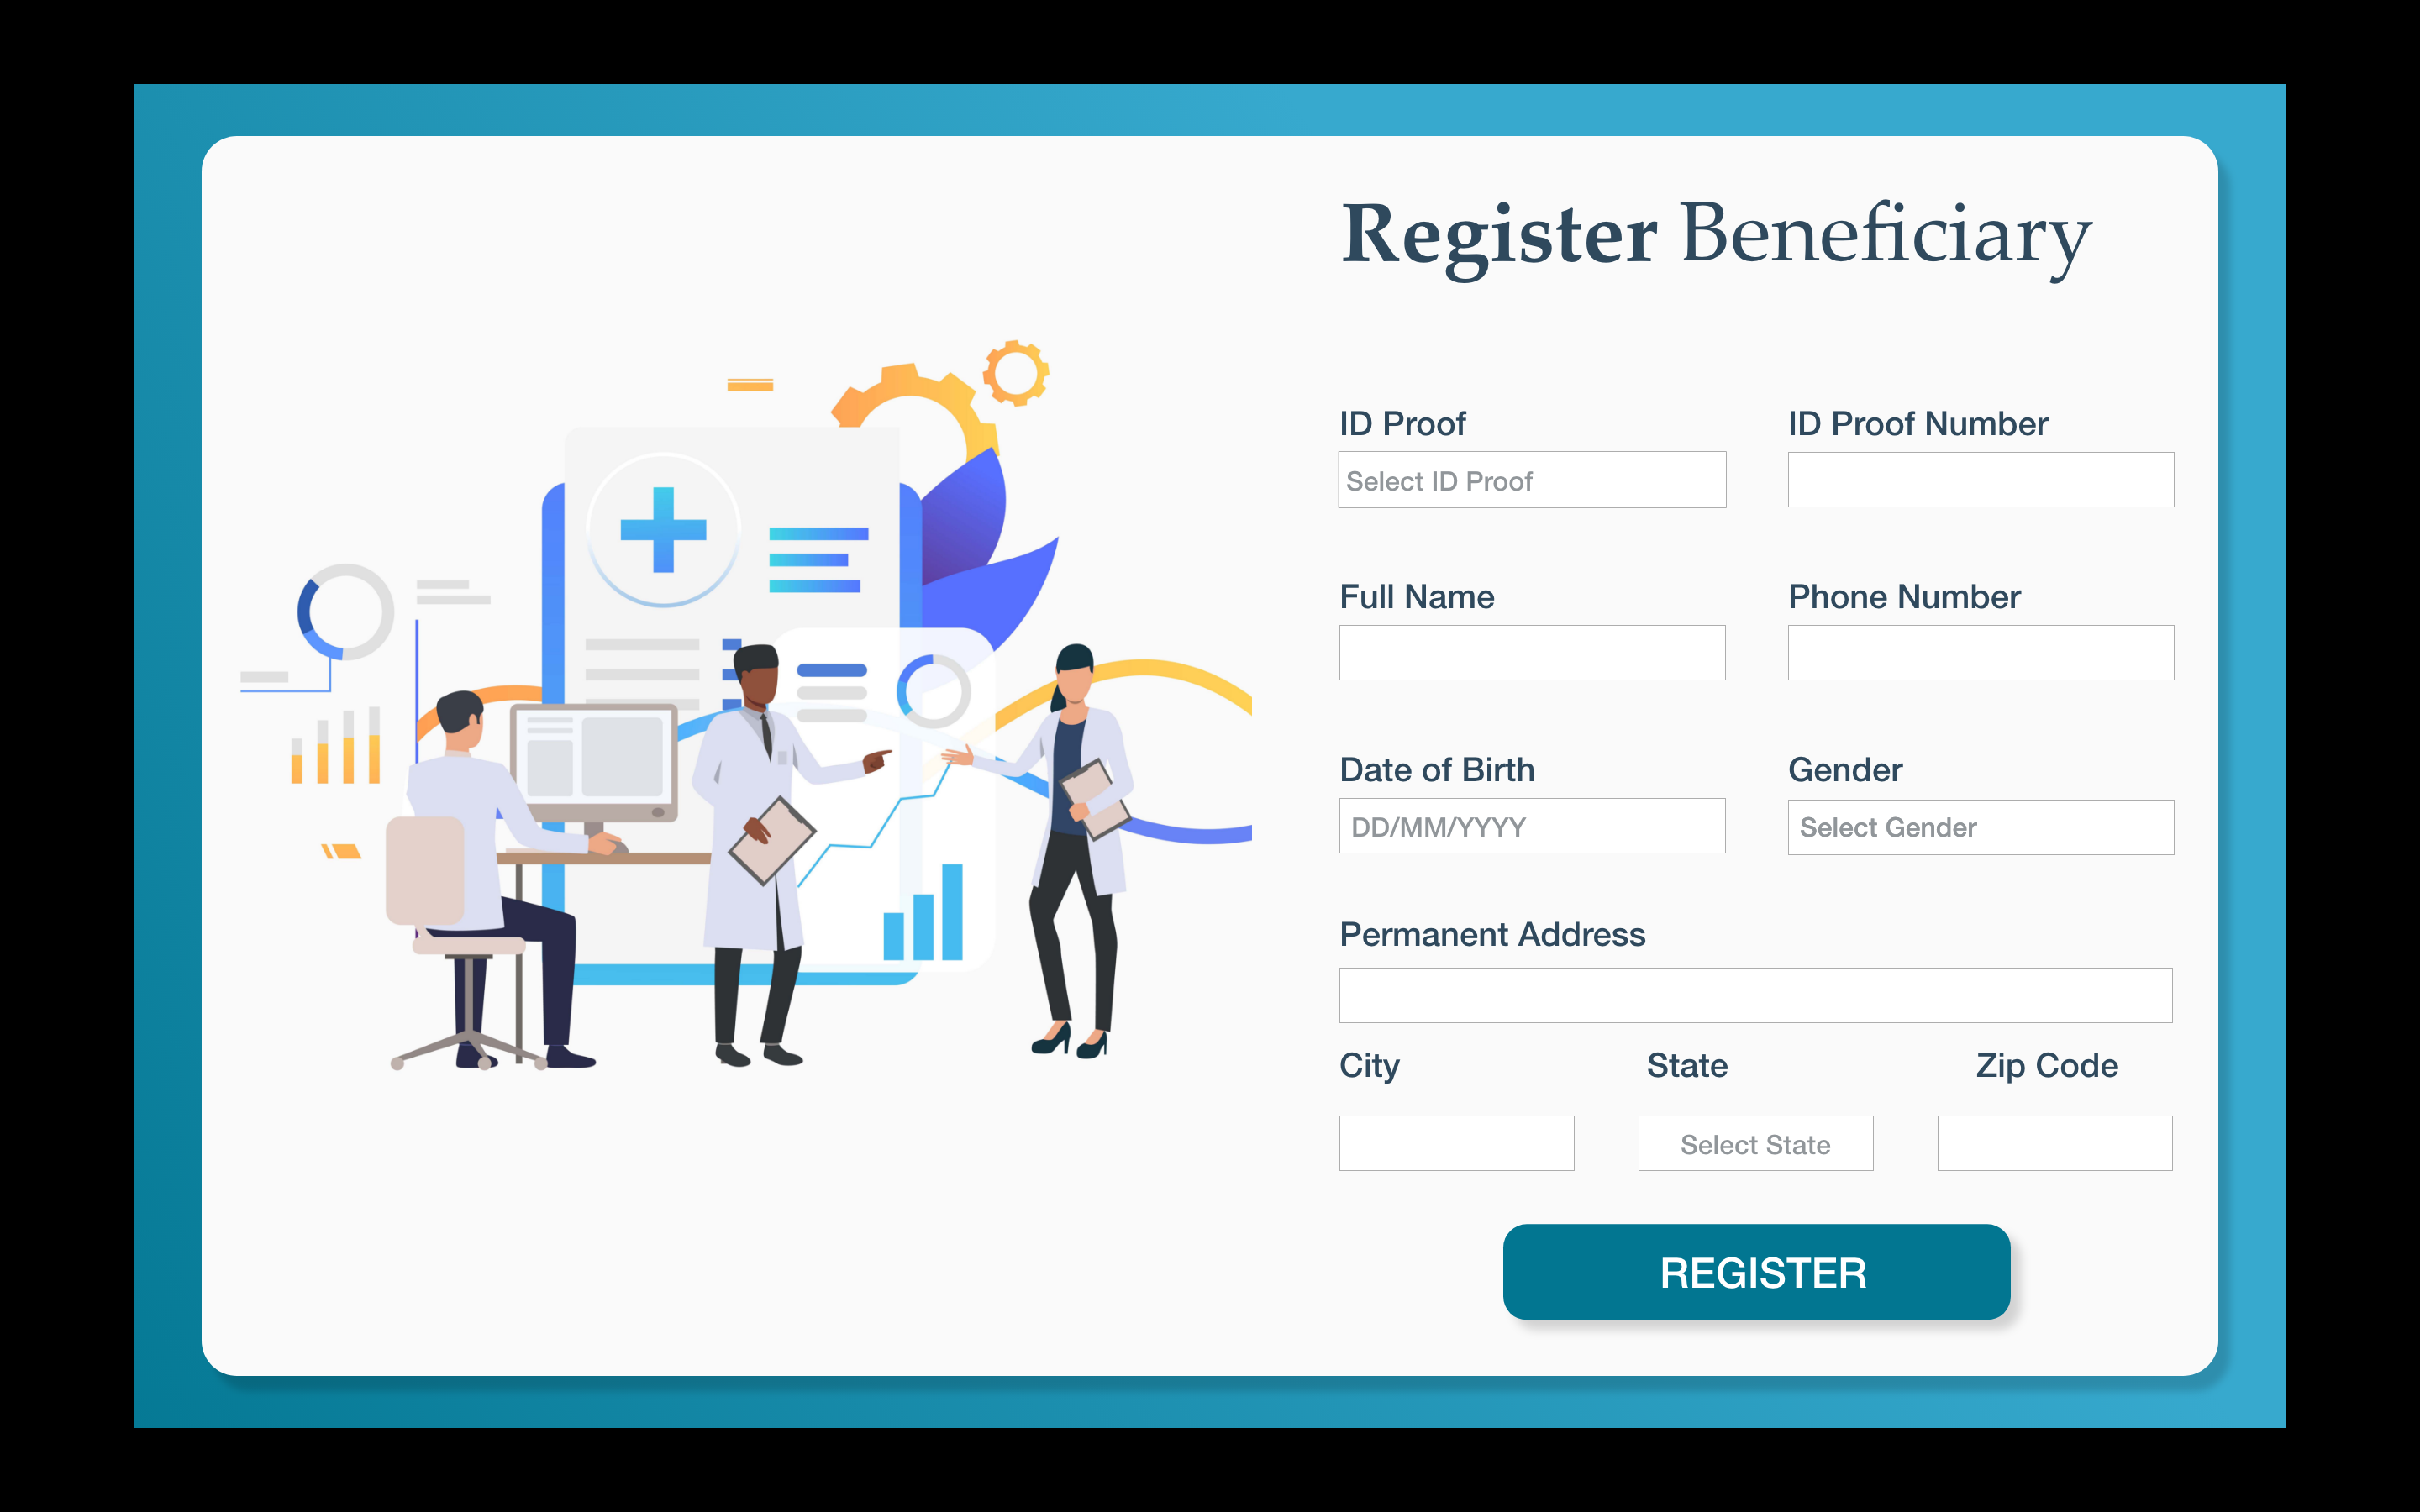 Register Beneficiary
ID Proof ID Proof Number
Select ID Proof
Full Name Phone Number
Date of Birth Gender
DD/MM/YYYY Select Gender
Permanent Address
City State Zip Code
Select State
REGISTER